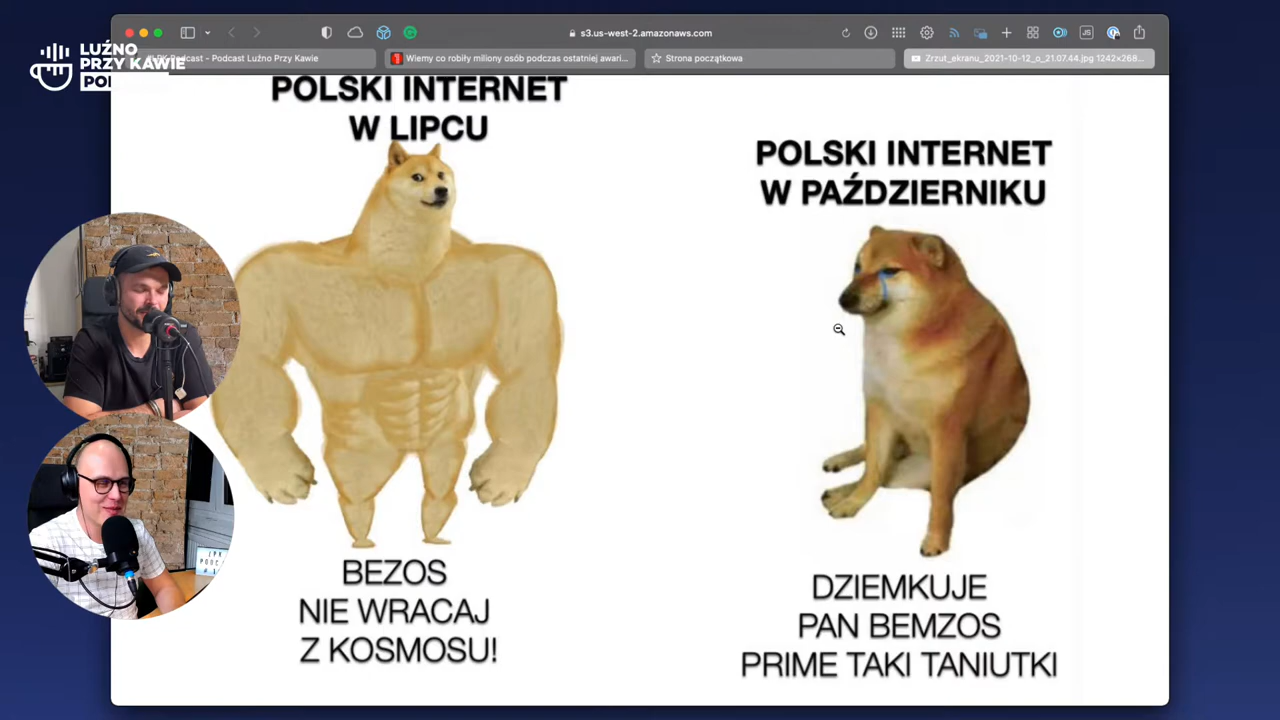 LUŹNO
PRZY KAWIE
s3.us-west-2.amazonaws.com
Podcast - Podcast Luźno Przy Kawie
Wiemy co robiły miliony osób podczas ostatniej awari...
Strona początkowa
Zrzut_ekranu_2021-10-12_o_21.07.44.jpg 1242×268...
POLSKI INTERNET
W LIPCU
POLSKI INTERNET
W PAŹDZIERNIKU
BEZOS
NIE WRACAJ
Z KOSMOSU!
DZIEMKUJE
PAN BEMZOS
PRIME TAKI TANIUTKI